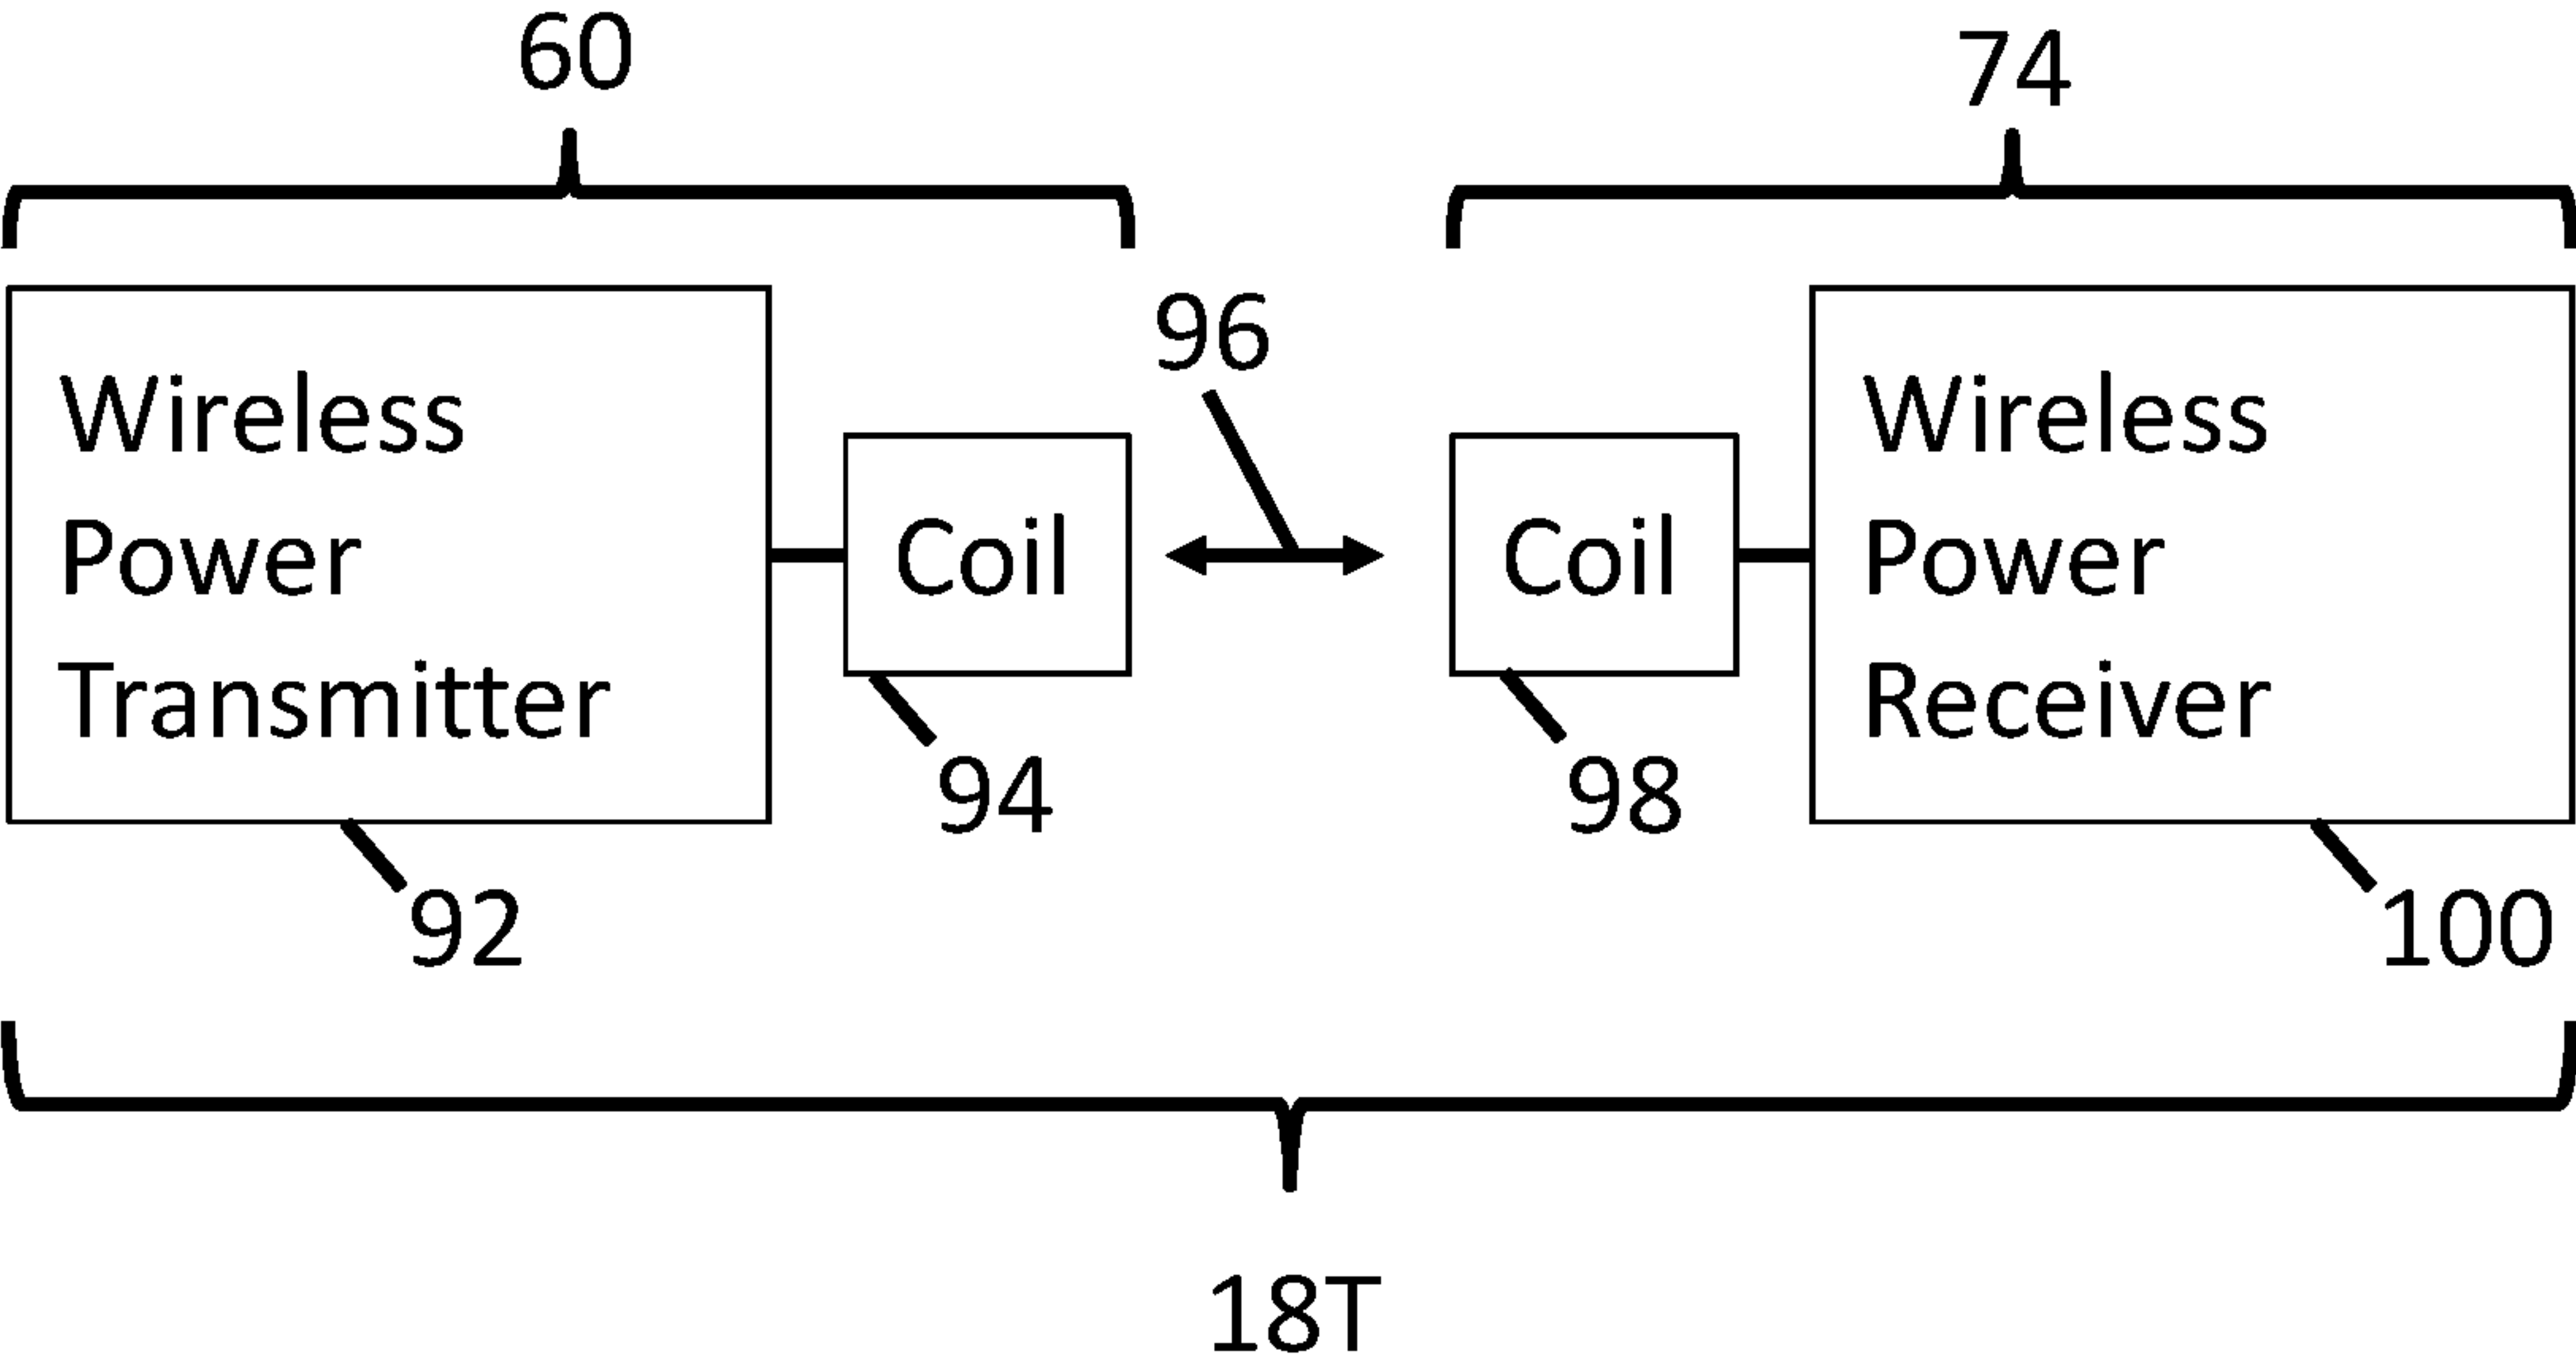 60
74
96
Wireless
Power
Transmitter
Coil
Coil
Wireless
Power
Receiver
94
98
92
100
18T